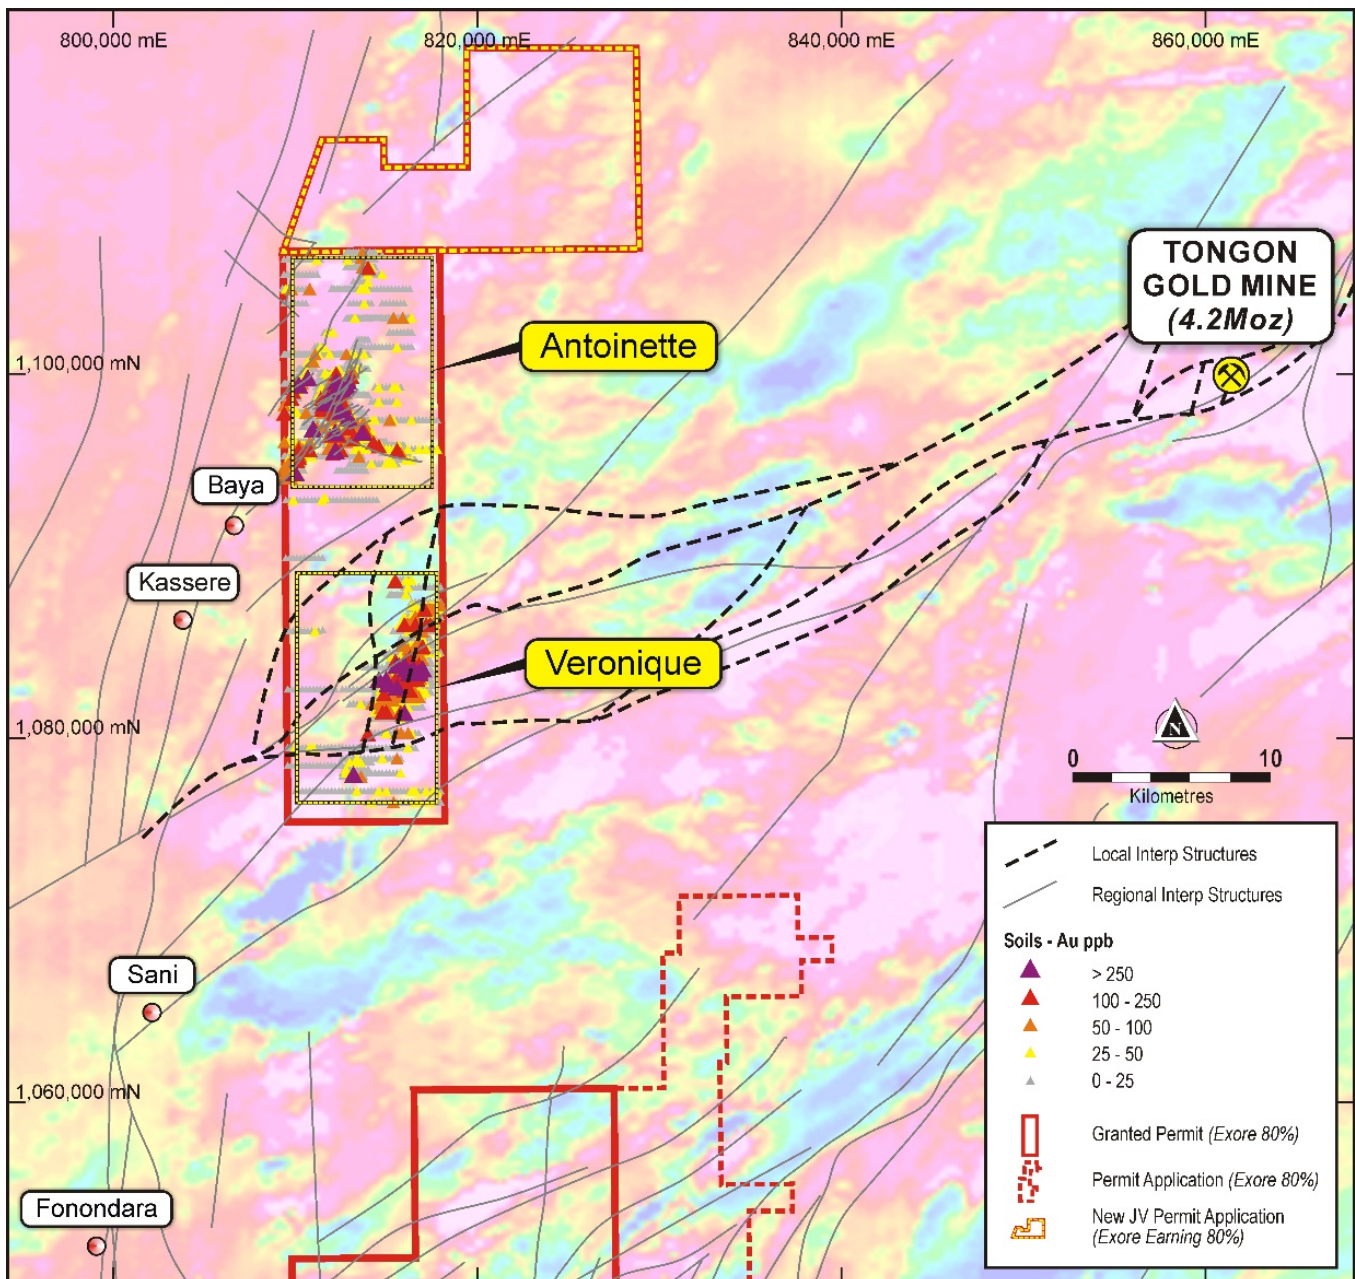 800,000 mE
820,000 mE
840,000 mE
860,000 mE
TONGON
GOLD MINE
(4.2Moz)
Antoinette
1,100,000 mN
Baya
Kassere
Veronique
1,080,000 mN
N
0
10
Kilometres
Local Interp Structures
Regional Interp Structures
Soils - Au ppb
> 250
100 - 250
50 - 100
25 - 50
0 - 25
Sani
1,060,000 mN
Granted Permit (Exore 80%)
Permit Application (Exore 80%)
New JV Permit Application
(Exore Earning 80%)
Fonondara